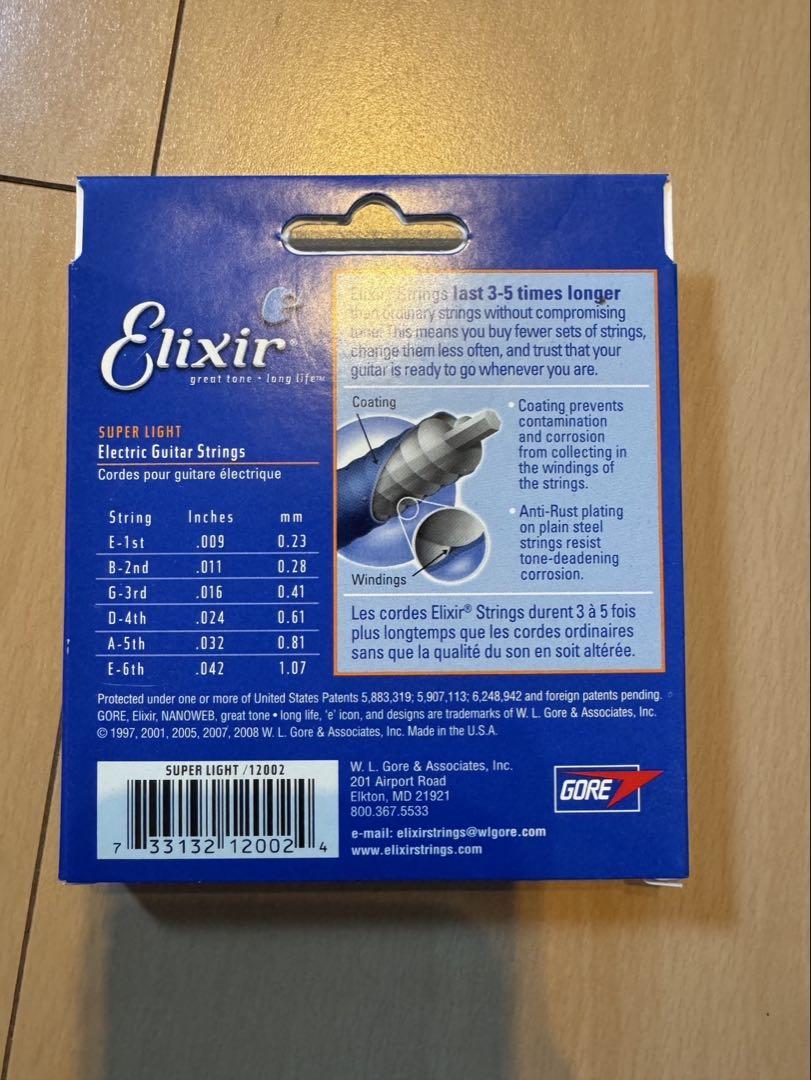 Elixir®
great tone • long life™
SUPER LIGHT
Electric Guitar Strings
Cordes pour guitare électrique
String Inches mm
E-1st .009 0.23
B-2nd .011 0.28
G-3rd .016 0.41
D-4th .024 0.61
A-5th .032 0.81
E-6th .042 1.07
Elixir® Strings last 3-5 times longer
than ordinary strings without compromising
tone. This means you buy fewer sets of strings,
change them less often, and trust that your
guitar is ready to go whenever you are.
Coating
Windings
• Coating prevents
contamination
and corrosion
from collecting in
the windings of
the strings.
• Anti-Rust plating
on plain steel
strings resist
tone-deadening
corrosion.
Les cordes Elixir® Strings durent 3 à 5 fois
plus longtemps que les cordes ordinaires
sans que la qualité du son en soit altérée.
Protected under one or more of United States Patents 5,883,319; 5,907,113; 6,248,942 and foreign patents pending.
GORE, Elixir, NANOWEB, great tone • long life, 'e' icon, and designs are trademarks of W. L. Gore & Associates, Inc.
© 1997, 2001, 2005, 2007, 2008 W. L. Gore & Associates, Inc. Made in the U.S.A.
SUPER LIGHT /12002
7 33132 12002 4
W. L. Gore & Associates, Inc.
201 Airport Road
Elkton, MD 21921
800.367.5533
e-mail: elixirstrings@wlgore.com
www.elixirstrings.com
GORE